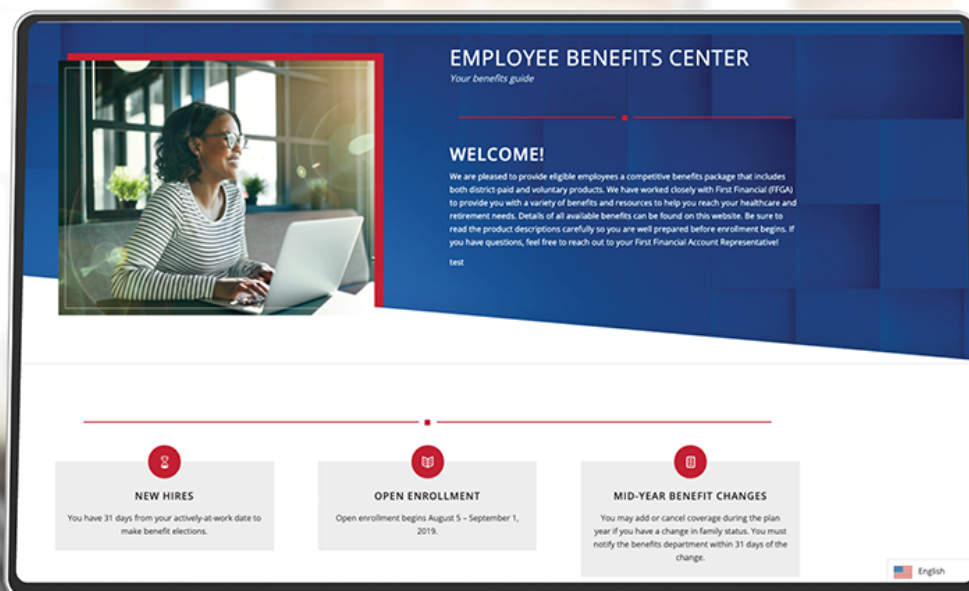 EMPLOYEE BENEFITS CENTER
Your benefits guide
WELCOME!
We are pleased to provide eligible employees a competitive benefits package that includes
both district-paid and voluntary products. We have worked closely with First Financial (FFGA)
to provide you with a variety of benefits and resources to help you reach your healthcare and
retirement needs. Details of all available benefits can be found on this website. Be sure to
read the product descriptions carefully so you are well prepared before enrollment begins. If
you have questions, feel free to reach out to your First Financial Account Representative!
test
NEW HIRES
You have 31 days from your actively-at-work date to
make benefit elections.
OPEN ENROLLMENT
Open enrollment begins August 5 – September 1,
2019.
MID-YEAR BENEFIT CHANGES
You may add or cancel coverage during the plan
year if you have a change in family status. You must
notify the benefits department within 31 days of the
change.
English